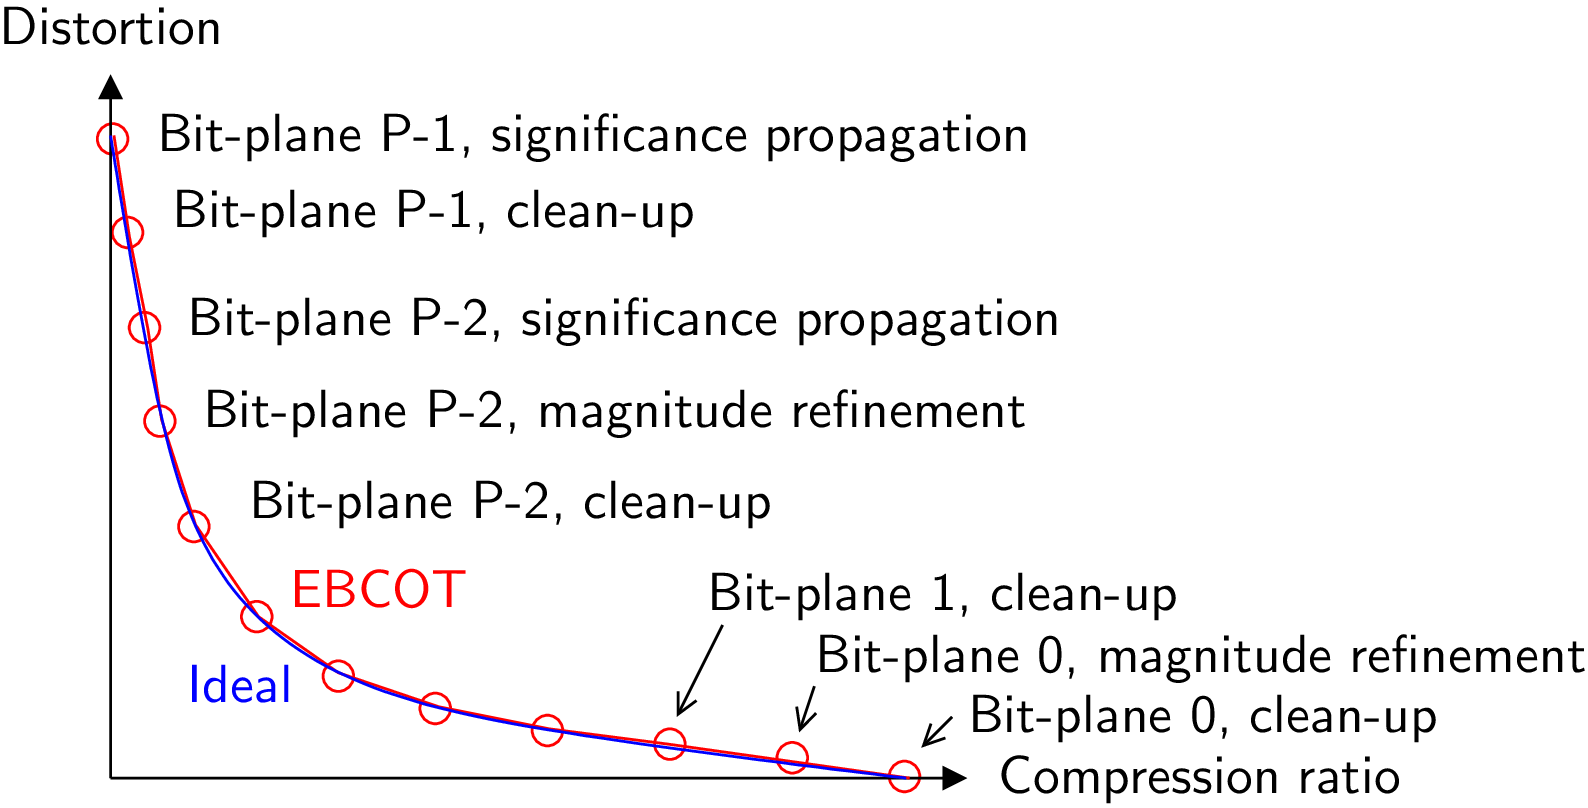 Distortion
Bit-plane P-1, significance propagation
Bit-plane P-1, clean-up
Bit-plane P-2, significance propagation
Bit-plane P-2, magnitude refinement
Bit-plane P-2, clean-up
EBCOT
Bit-plane 1, clean-up
Bit-plane 0, magnitude refinement
Ideal
Bit-plane 0, clean-up
Compression ratio